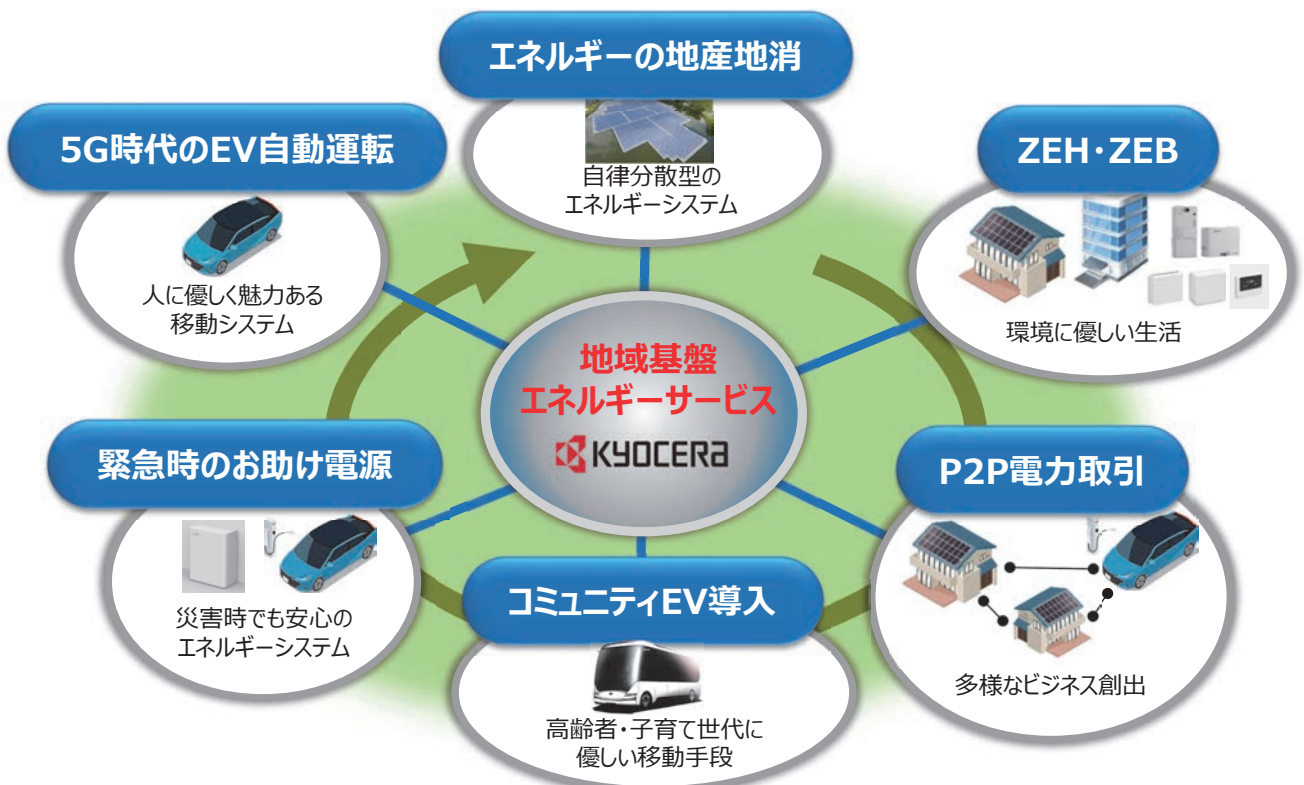 エネルギーの地産地消
自律分散型の
エネルギーシステム
5G時代のEV自動運転
人に優しく魅力ある
移動システム
ZEH・ZEB
環境に優しい生活
地域基盤
エネルギーサービス
KYOCERA
緊急時のお助け電源
災害時でも安心の
エネルギーシステム
P2P電力取引
多様なビジネス創出
コミュニティEV導入
高齢者・子育て世代に
優しい移動手段